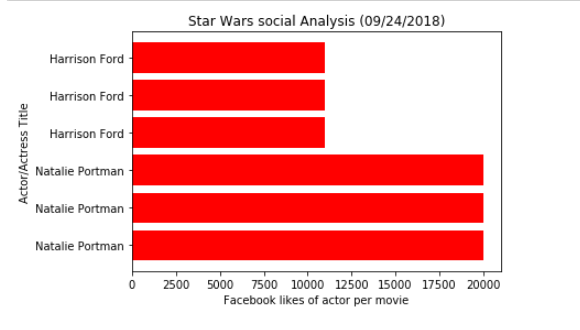 Star Wars social Analysis (09/24/2018)
Actor/Actress Title
Harrison Ford
Harrison Ford
Harrison Ford
Natalie Portman
Natalie Portman
Natalie Portman
0 2500 5000 7500 10000 12500 15000 17500 20000
Facebook likes of actor per movie